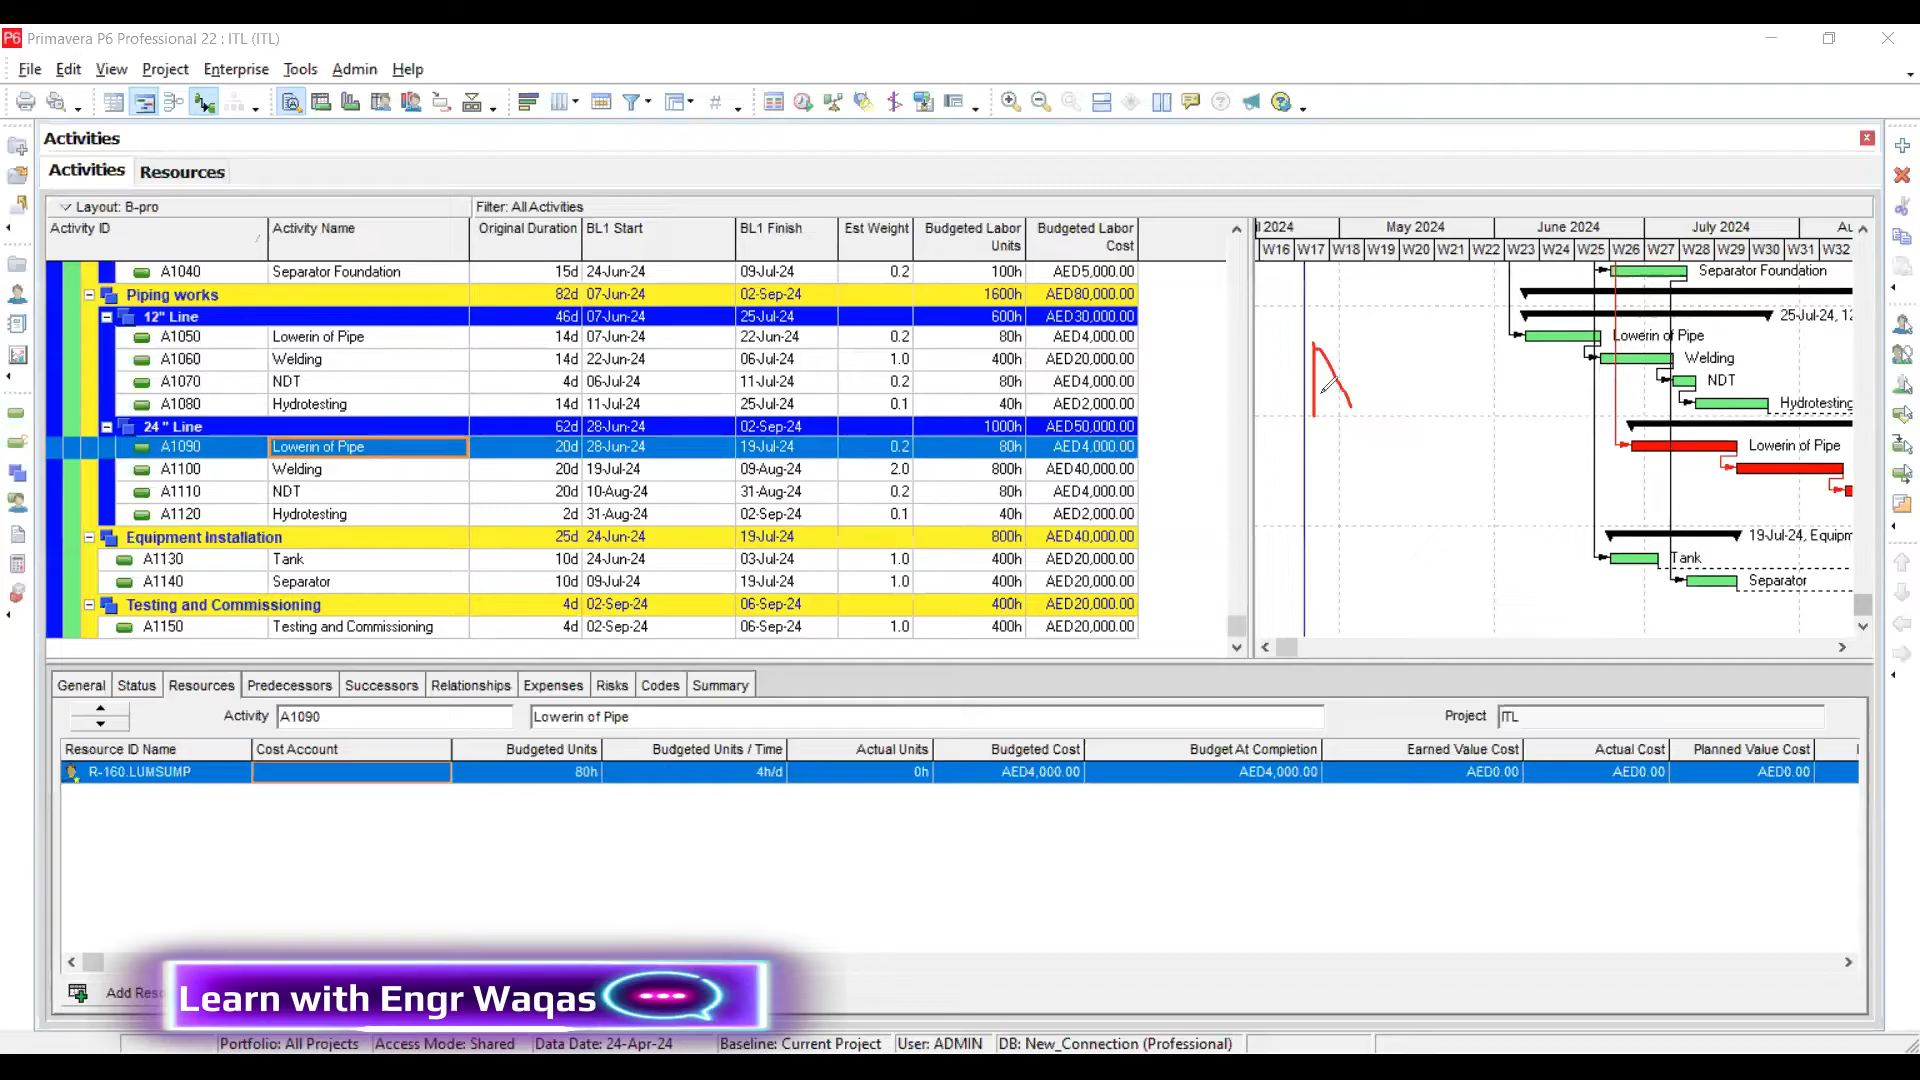 P6 Primavera P6 Professional 22 : ITL (ITL)
File Edit View Project Enterprise Tools Admin Help
Activities
Activities Resources
Layout: B-pro Filter: All Activities
Activity ID Activity Name Original Duration BL1 Start BL1 Finish Est Weight Budgeted Labor Units Budgeted Labor Cost
2024 May 2024 June 2024 July 2024
W16 W17 W18 W19 W20 W21 W22 W23 W24 W25 W26 W27 W28 W29 W30 W31 W32
A1040 Separator Foundation 15d 24-Jun-24 09-Jul-24 0.2 100h AED5,000.00 Separator Foundation
Piping works 82d 07-Jun-24 02-Sep-24 1600h AED80,000.00
12" Line 46d 07-Jun-24 25-Jul-24 600h AED30,000.00 25-Jul-24, 12
A1050 Lowerin of Pipe 14d 07-Jun-24 22-Jun-24 0.2 80h AED4,000.00 Lowerin of Pipe
A1060 Welding 14d 22-Jun-24 06-Jul-24 1.0 400h AED20,000.00 Welding
A1070 NDT 4d 06-Jul-24 11-Jul-24 0.2 80h AED4,000.00 NDT
A1080 Hydrotesting 14d 11-Jul-24 25-Jul-24 0.1 40h AED2,000.00 Hydrotesting
24 " Line 62d 28-Jun-24 02-Sep-24 1000h AED50,000.00
A1090 Lowerin of Pipe 20d 28-Jun-24 19-Jul-24 0.2 80h AED4,000.00 Lowerin of Pipe
A1100 Welding 20d 19-Jul-24 09-Aug-24 2.0 800h AED40,000.00
A1110 NDT 20d 10-Aug-24 31-Aug-24 0.2 80h AED4,000.00
A1120 Hydrotesting 2d 31-Aug-24 02-Sep-24 0.1 40h AED2,000.00
Equipment Installation 25d 24-Jun-24 19-Jul-24 800h AED40,000.00 19-Jul-24, Equipm
A1130 Tank 10d 24-Jun-24 03-Jul-24 1.0 400h AED20,000.00 Tank
A1140 Separator 10d 09-Jul-24 19-Jul-24 1.0 400h AED20,000.00 Separator
Testing and Commissioning 4d 02-Sep-24 06-Sep-24 400h AED20,000.00
A1150 Testing and Commissioning 4d 02-Sep-24 06-Sep-24 1.0 400h AED20,000.00
General Status Resources Predecessors Successors Relationships Expenses Risks Codes Summary
Activity A1090 Lowerin of Pipe Project ITL
Resource ID Name Cost Account Budgeted Units Budgeted Units / Time Actual Units Budgeted Cost Budget At Completion Earned Value Cost Actual Cost Planned Value Cost
R-160.LUMSUMP 80h 4h/d 0h AED4,000.00 AED4,000.00 AED0.00 AED0.00 AED0.00
Add
Learn with Engr Waqas
Portfolio: All Projects Access Mode: Shared Data Date: 24-Apr-24 Baseline: Current Project User: ADMIN DB: New_Connection (Professional)